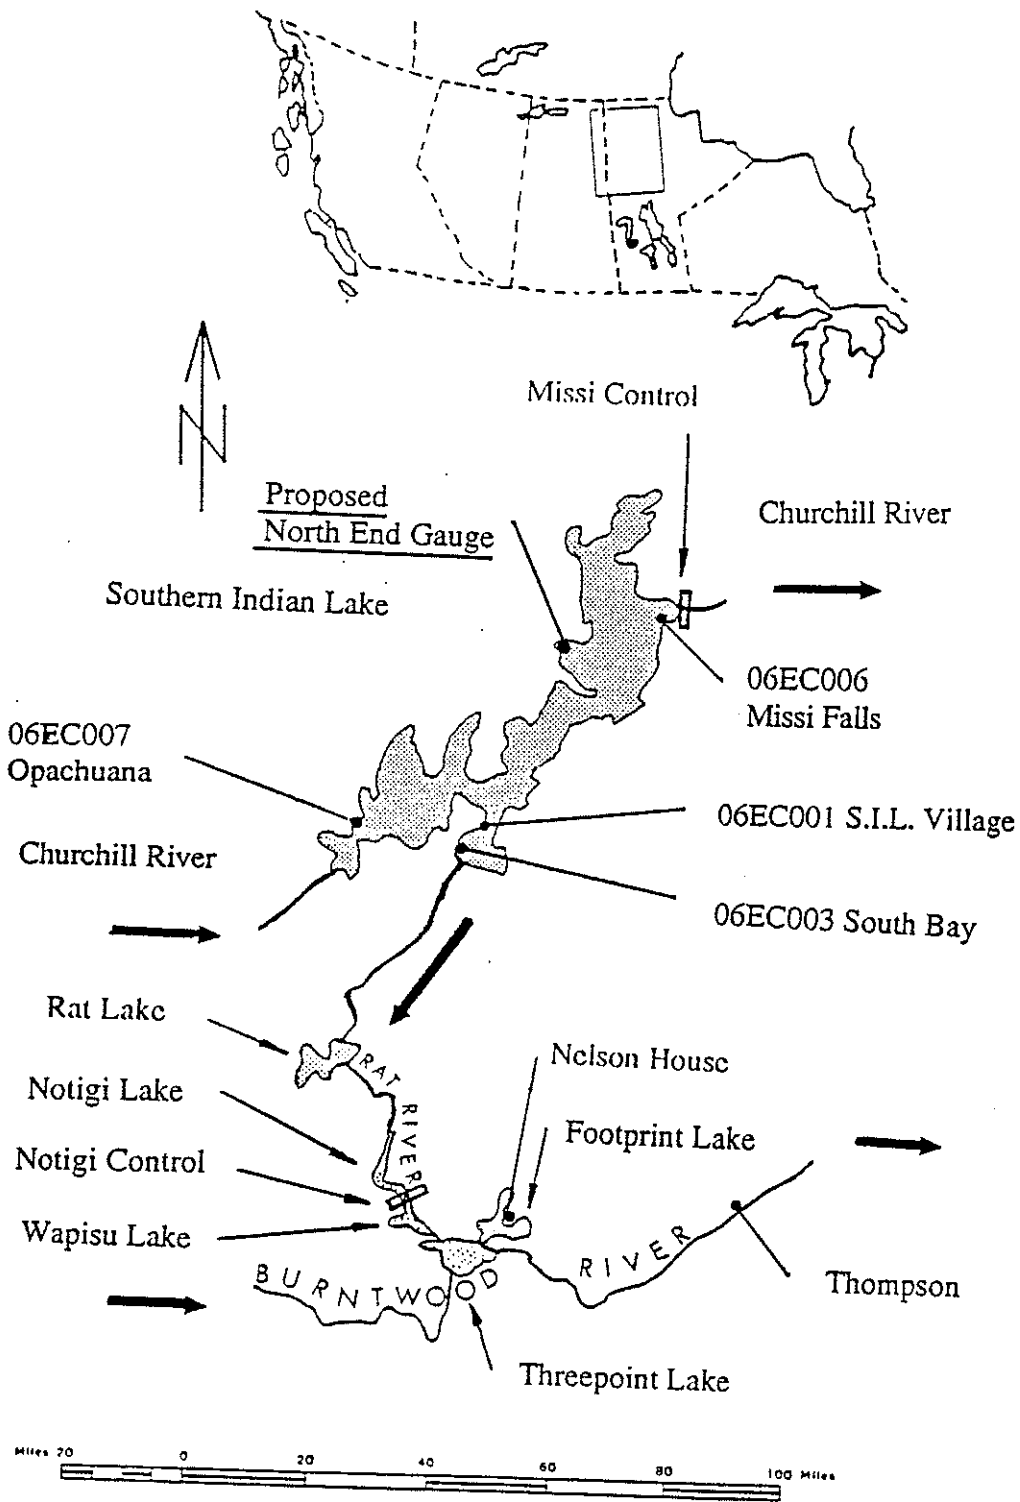 Missi Control
N
Proposed
North End Gauge
Churchill River
Southern Indian Lake
06EC006
Missi Falls
06EC007
Opachuana
06EC001 S.I.L. Village
Churchill River
06EC003 South Bay
Rat Lake
Nelson House
RAT RIVER
Notigi Lake
Footprint Lake
Notigi Control
Wapisu Lake
BURNTWOOD RIVER
Thompson
Threepoint Lake
Miles 20 0 20 40 60 80 100 Miles